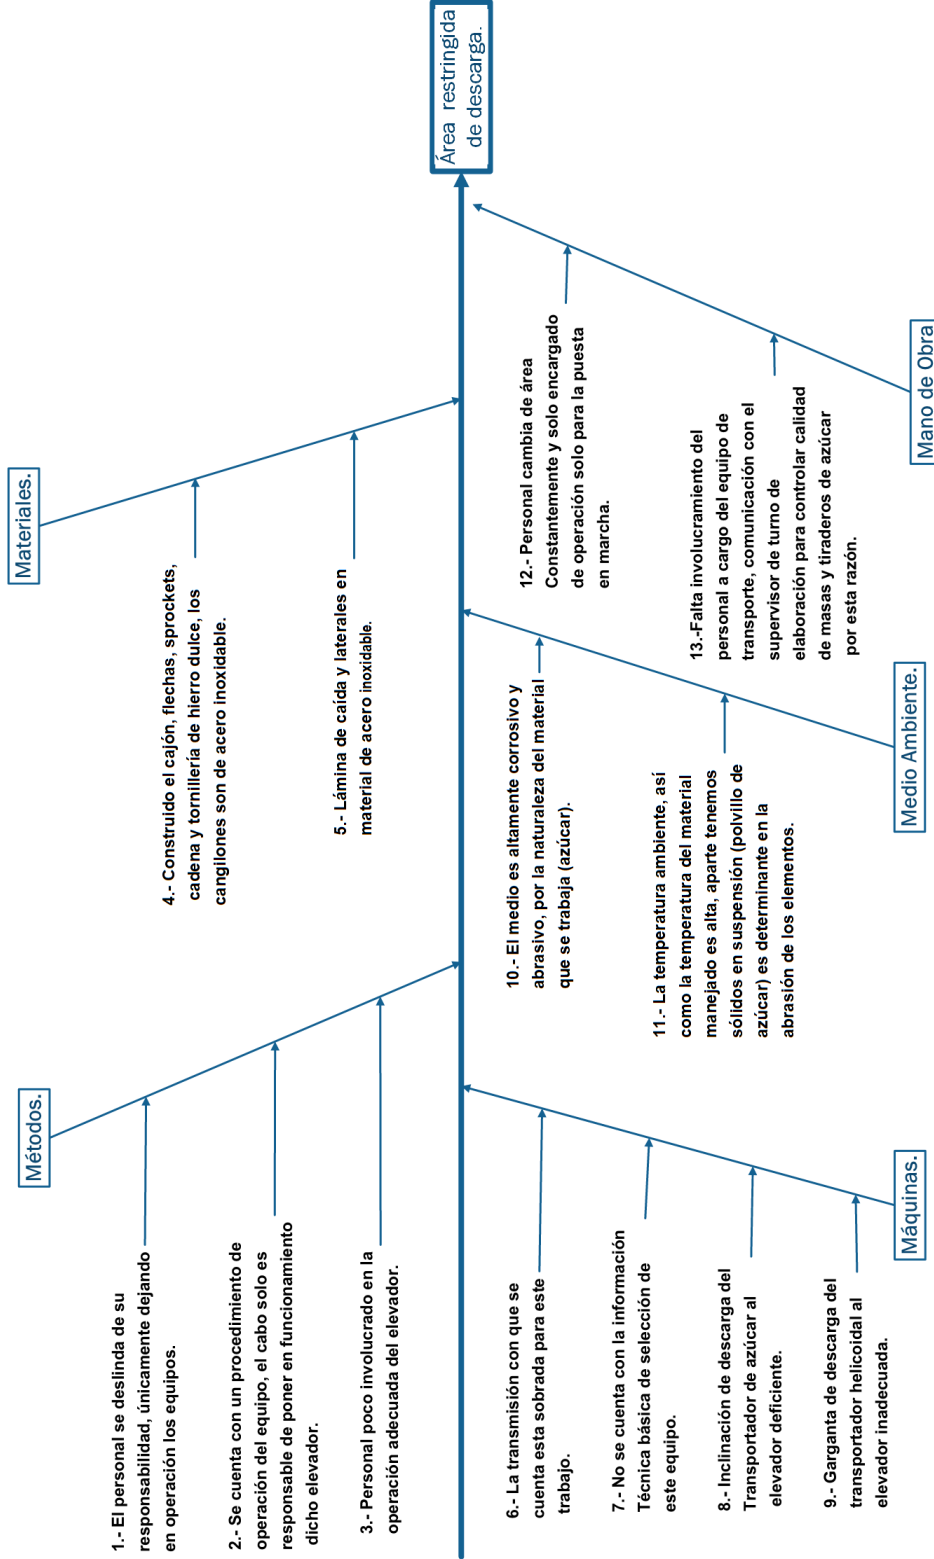 Métodos.
1.- El personal se deslinda de su
responsabilidad, únicamente dejando
en operación los equipos.
2.- Se cuenta con un procedimiento de
operación del equipo, el cabo solo es
responsable de poner en funcionamiento
dicho elevador.
3.- Personal poco involucrado en la
operación adecuada del elevador.
Materiales.
4.- Construido el cajón, flechas, sprockets,
cadena y tornillería de hierro dulce, los
cangilones son de acero inoxidable.
5.- Lámina de caída y laterales en
material de acero inoxidable.
Área restringida
de descarga.
6.- La transmisión con que se
cuenta esta sobrada para este
trabajo.
7.- No se cuenta con la información
Técnica básica de selección de
este equipo.
8.- Inclinación de descarga del
Transportador de azúcar al
elevador deficiente.
9.- Garganta de descarga del
transportador helicoidal al
elevador inadecuada.
Máquinas.
10.- El medio es altamente corrosivo y
abrasivo, por la naturaleza del material
que se trabaja (azúcar).
11.- La temperatura ambiente, así
como la temperatura del material
manejado es alta, aparte tenemos
sólidos en suspensión (polvillo de
azúcar) es determinante en la
abrasión de los elementos.
Medio Ambiente.
12.- Personal cambia de área
Constantemente y solo encargado
de operación solo para la puesta
en marcha.
13.-Falta involucramiento del
personal a cargo del equipo de
transporte, comunicación con el
supervisor de turno de
elaboración para controlar calidad
de masas y tiraderos de azúcar
por esta razón.
Mano de Obra